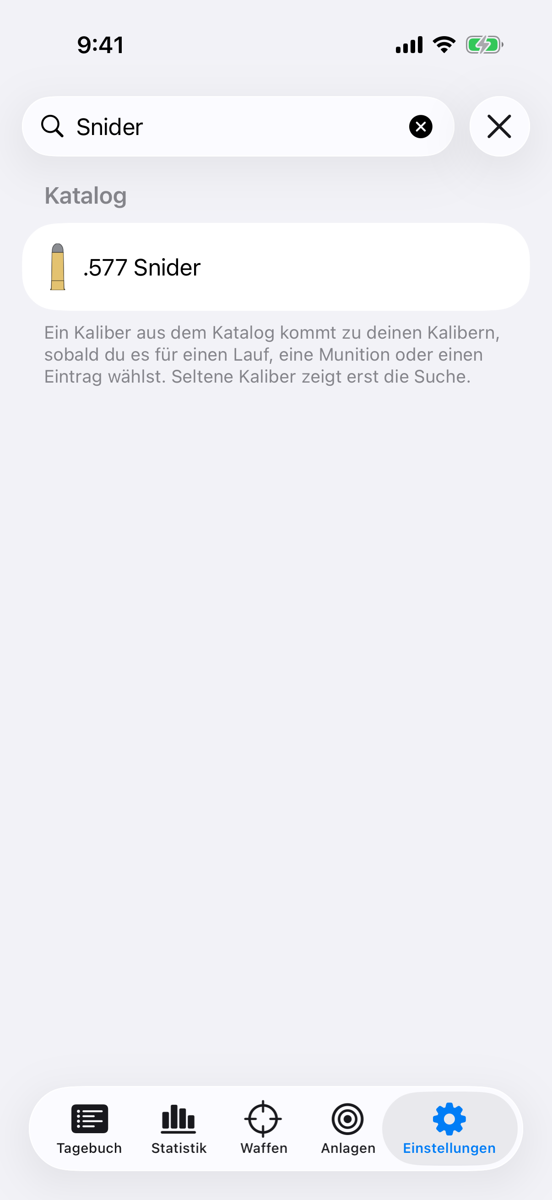 9:41
Snider
Katalog
.577 Snider
Ein Kaliber aus dem Katalog kommt zu deinen Kalibern,
sobald du es für einen Lauf, eine Munition oder einen
Eintrag wählst. Seltene Kaliber zeigt erst die Suche.
Tagebuch
Statistik
Waffen
Anlagen
Einstellungen